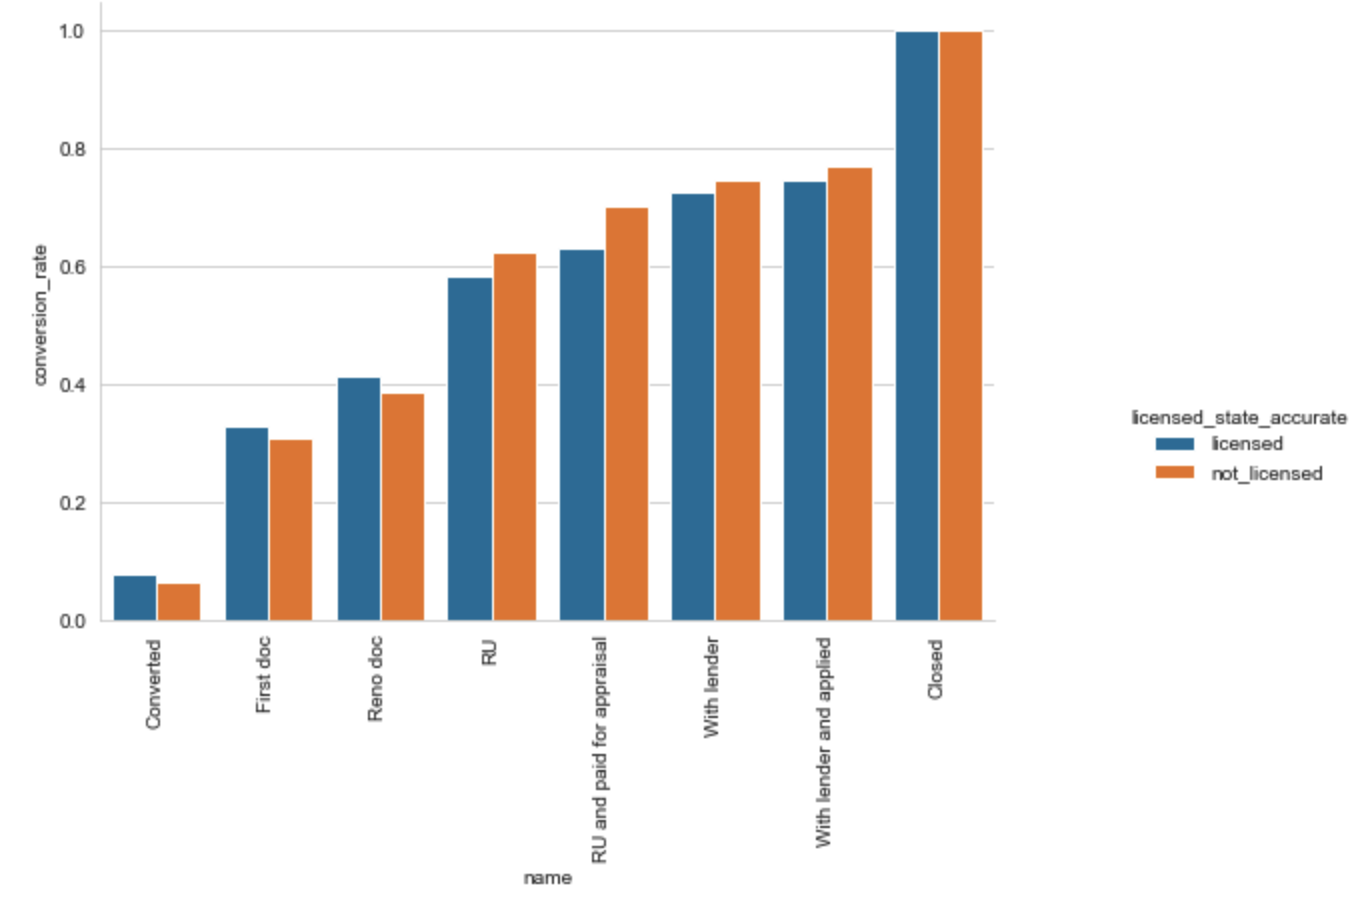 1.0
0.8
0.6
0.4
0.2
0.0
conversion_rate
Converted
First doc
Reno doc
RU
RU and paid for appraisal
With lender
With lender and applied
Closed
name
licensed_state_accurate
licensed
not_licensed